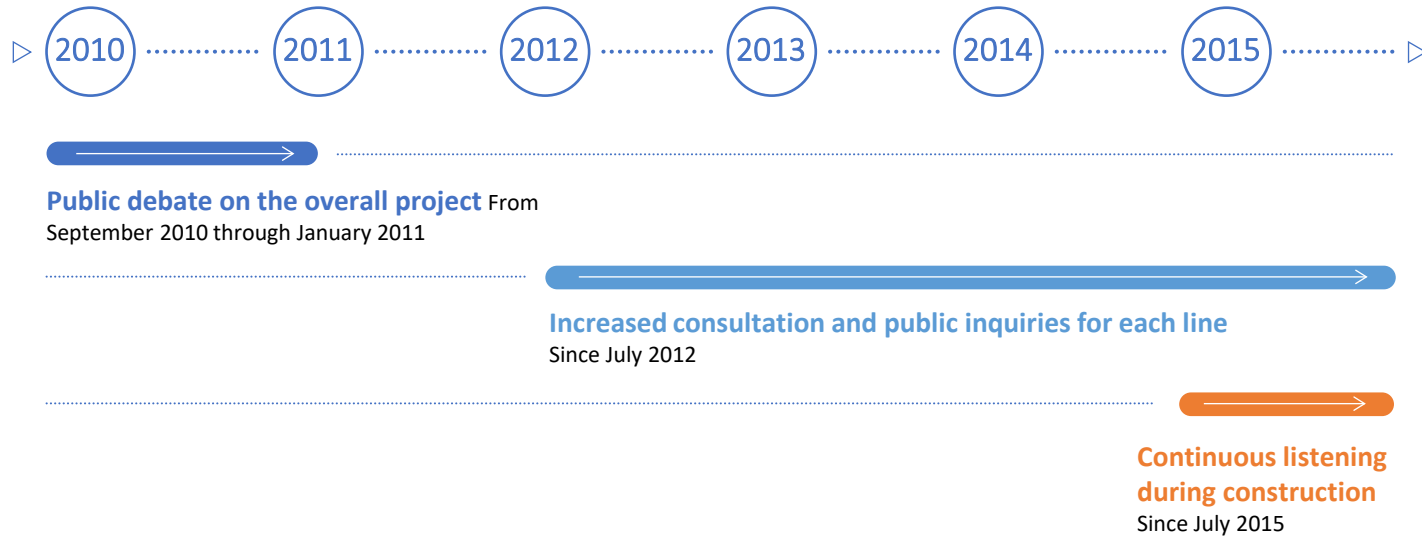 2010 2011 2012 2013 2014 2015
Public debate on the overall project From
September 2010 through January 2011
Increased consultation and public inquiries for each line
Since July 2012
Continuous listening
during construction
Since July 2015